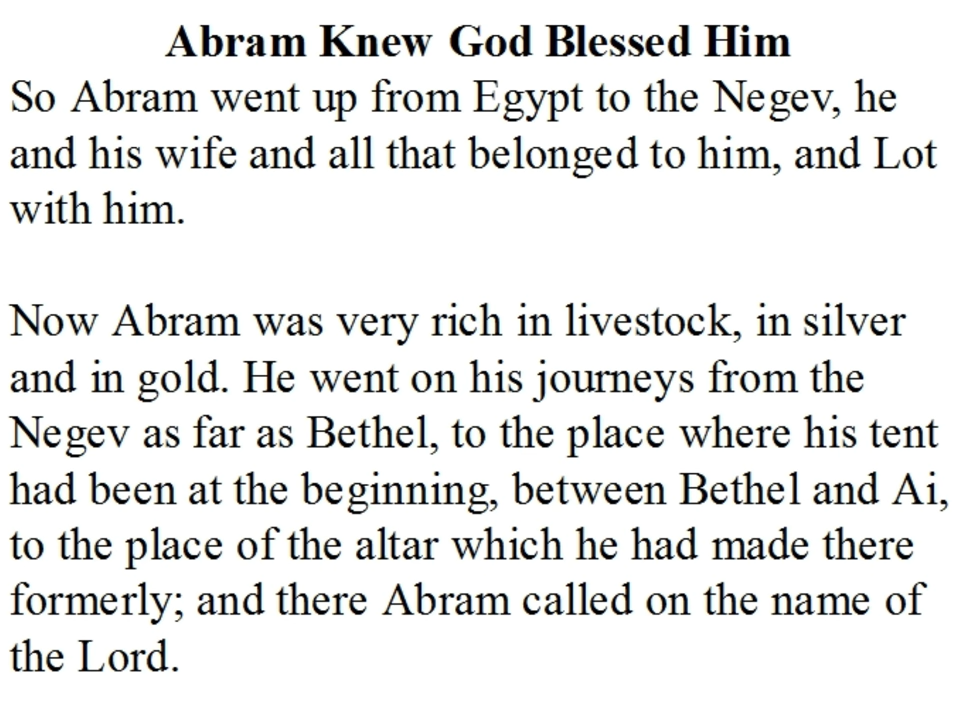 Abram Knew God Blessed Him
So Abram went up from Egypt to the Negev, he
and his wife and all that belonged to him, and Lot
with him.
Now Abram was very rich in livestock, in silver
and in gold. He went on his journeys from the
Negev as far as Bethel, to the place where his tent
had been at the beginning, between Bethel and Ai,
to the place of the altar which he had made there
formerly; and there Abram called on the name of
the Lord.